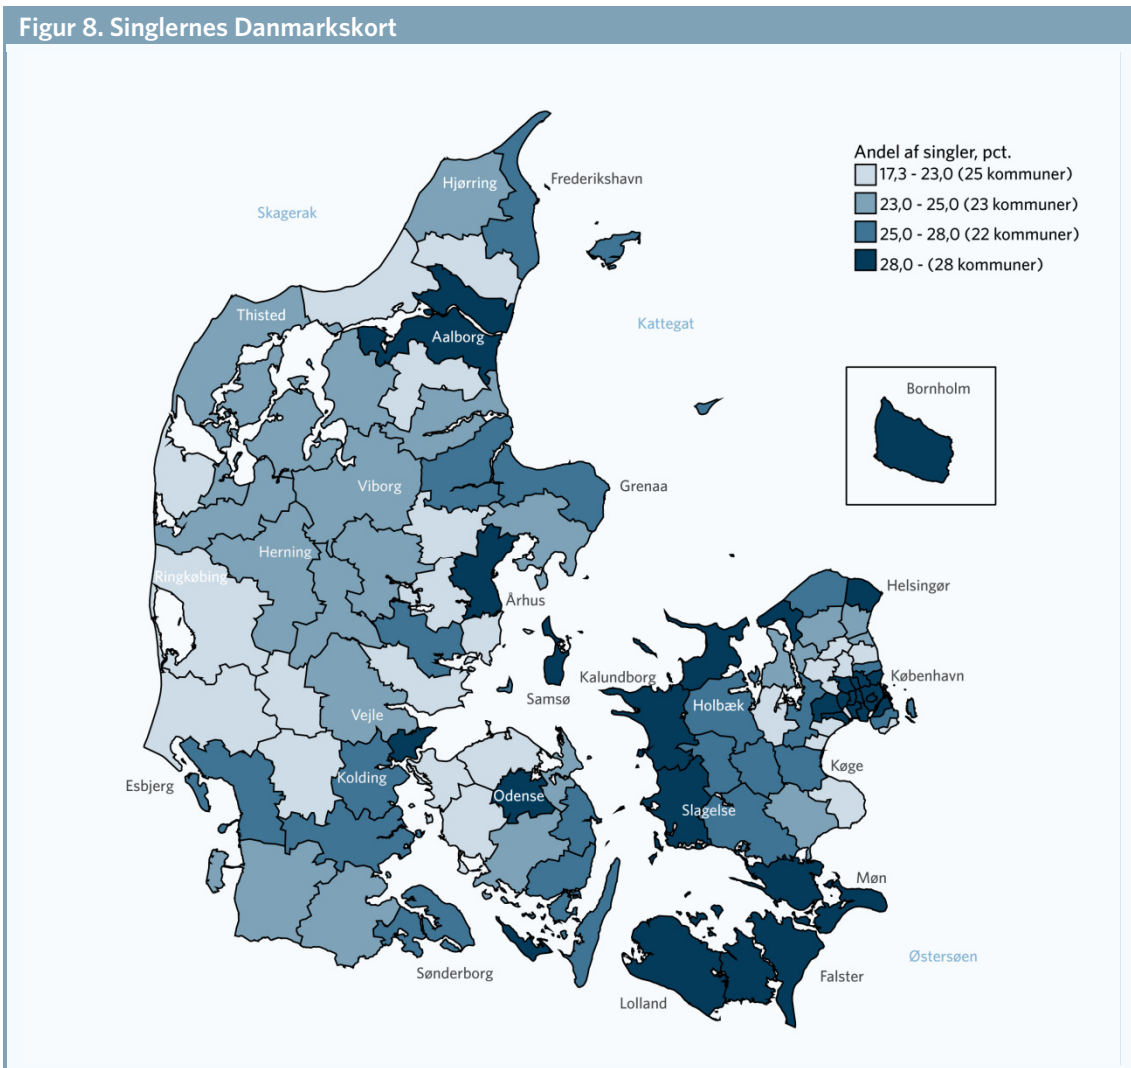 Figur 8. Singlernes Danmarkskort
Andel af singler, pct.
17,3 - 23,0 (25 kommuner)
23,0 - 25,0 (23 kommuner)
25,0 - 28,0 (22 kommuner)
28,0 - (28 kommuner)
Hjørring
Frederikshavn
Skagerak
Thisted
Aalborg
Kattegat
Bornholm
Viborg
Grenaa
Herning
Ringkøbing
Århus
Helsingør
Samsø
Kalundborg
København
Holbæk
Vejle
Esbjerg
Kolding
Odense
Køge
Slagelse
Møn
Sønderborg
Østersøen
Lolland
Falster